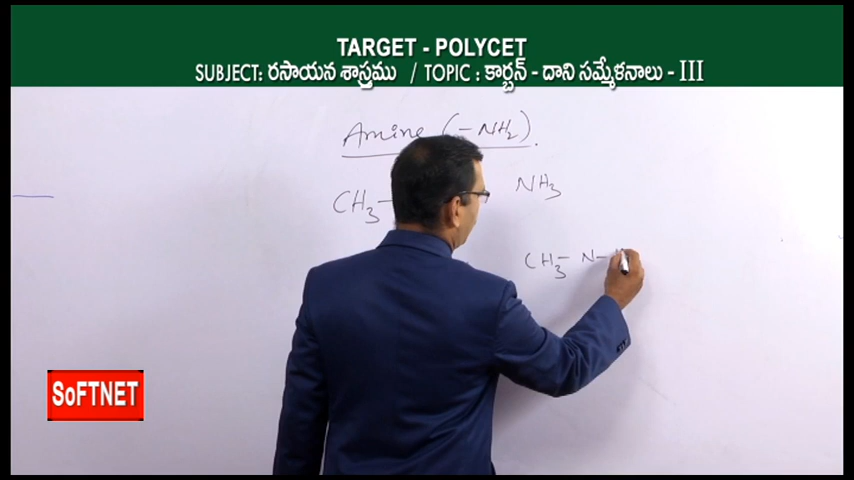 TARGET - POLYCET
SUBJECT: రసాయన శాస్త్రము / TOPIC : కార్బన్ - దాని సమ్మేళనాలు - III
Amine (-NH2).
CH3-
NH3
CH3- N-
SoFTNET